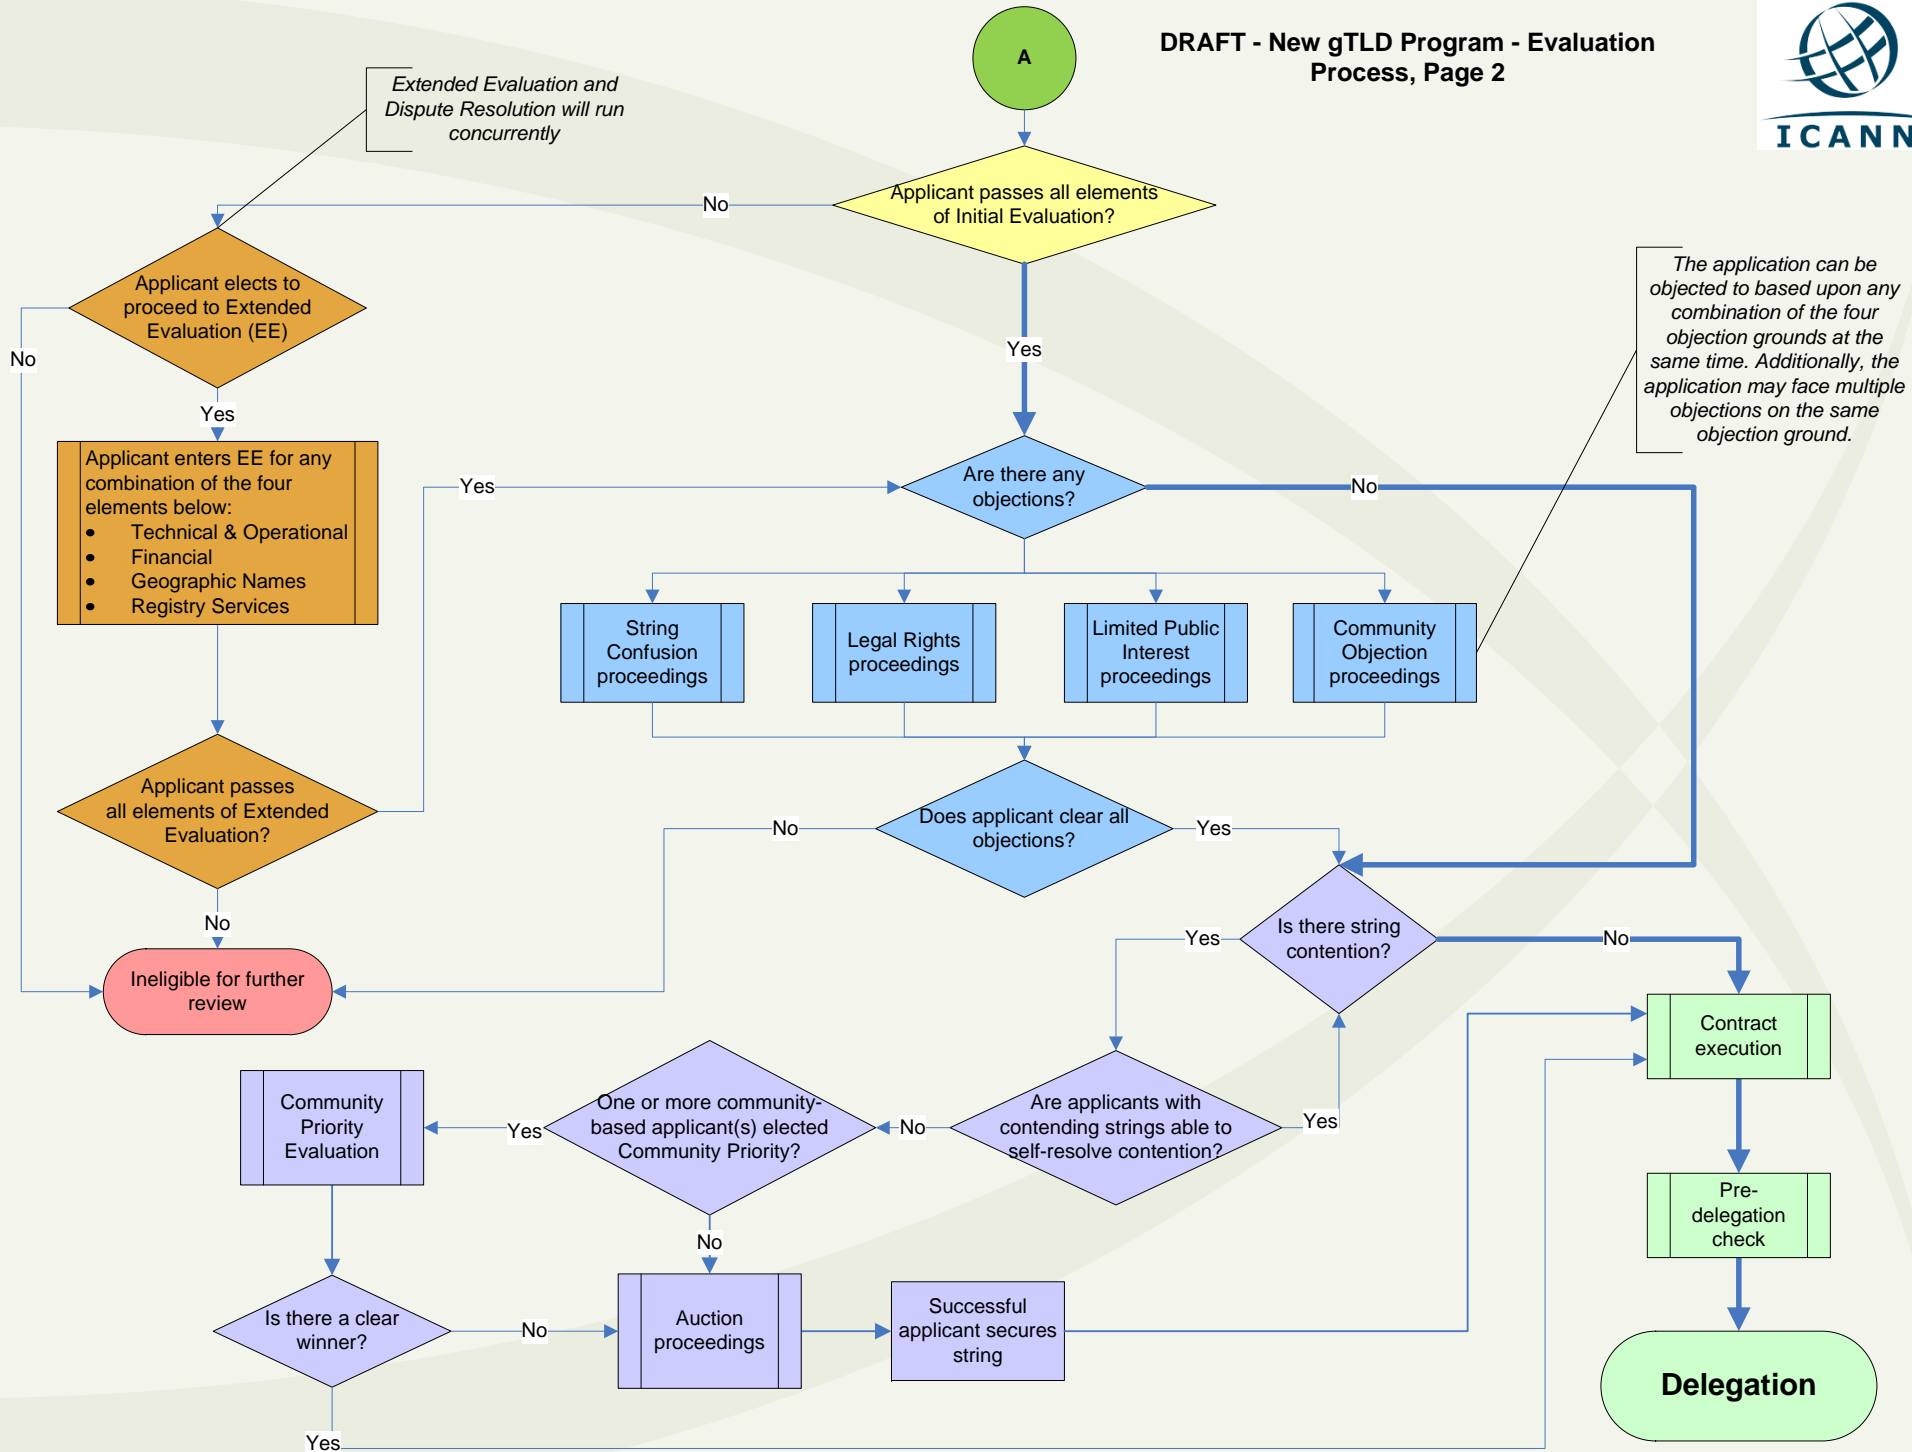 A
DRAFT - New gTLD Program - Evaluation
Process, Page 2
ICANN
Extended Evaluation and
Dispute Resolution will run
concurrently
Applicant passes all elements
of Initial Evaluation?
No
Yes
Applicant elects to
proceed to Extended
Evaluation (EE)
No
Yes
The application can be
objected to based upon any
combination of the four
objection grounds at the
same time. Additionally, the
application may face multiple
objections on the same
objection ground.
Applicant enters EE for any
combination of the four
elements below:
• Technical & Operational
• Financial
• Geographic Names
• Registry Services
Yes
Are there any
objections?
No
String
Confusion
proceedings
Legal Rights
proceedings
Limited Public
Interest
proceedings
Community
Objection
proceedings
Applicant passes
all elements of Extended
Evaluation?
No
Does applicant clear all
objections?
No
Yes
Ineligible for further
review
Is there string
contention?
Yes
No
Contract
execution
Community
Priority
Evaluation
Yes
One or more community-
based applicant(s) elected
Community Priority?
No
Are applicants with
contending strings able to
self-resolve contention?
Yes
Pre-
delegation
check
No
Is there a clear
winner?
No
Auction
proceedings
Successful
applicant secures
string
Delegation
Yes